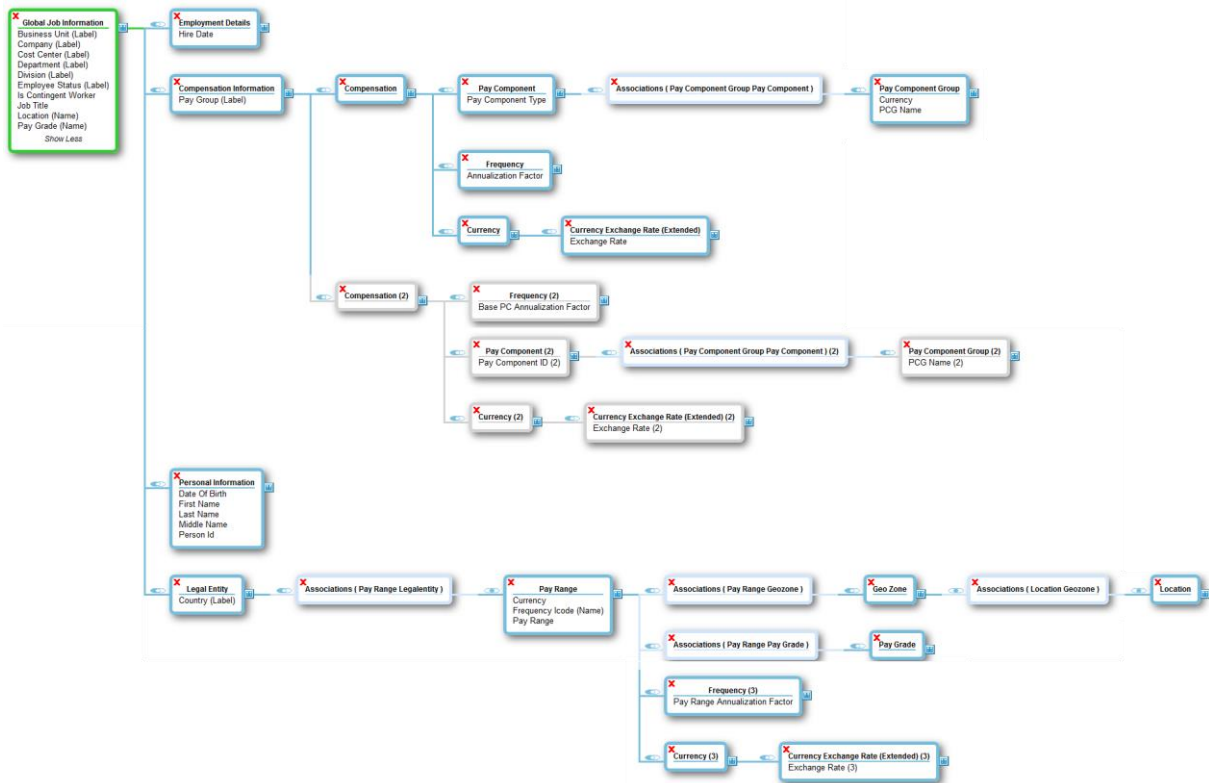 Global Job Information
Business Unit (Label)
Company (Label)
Cost Center (Label)
Department (Label)
Division (Label)
Employee Status (Label)
Is Contingent Worker
Job Title
Location (Name)
Pay Grade (Name)
Show Less
Employment Details
Hire Date
Compensation Information
Pay Group (Label)
Compensation
Pay Component
Pay Component Type
Associations ( Pay Component Group Pay Component )
Pay Component Group
Currency
PCG Name
Frequency
Annualization Factor
Currency
Currency Exchange Rate (Extended)
Exchange Rate
Compensation (2)
Frequency (2)
Base PC Annualization Factor
Pay Component (2)
Pay Component ID (2)
Associations ( Pay Component Group Pay Component ) (2)
Pay Component Group (2)
PCG Name (2)
Currency (2)
Currency Exchange Rate (Extended) (2)
Exchange Rate (2)
Personal Information
Date Of Birth
First Name
Last Name
Middle Name
Person Id
Legal Entity
Country (Label)
Associations ( Pay Range Legalentity )
Pay Range
Currency
Frequency Icode (Name)
Pay Range
Associations ( Pay Range Geozone )
Geo Zone
Associations ( Location Geozone )
Location
Associations ( Pay Range Pay Grade )
Pay Grade
Frequency (3)
Pay Range Annualization Factor
Currency (3)
Currency Exchange Rate (Extended) (3)
Exchange Rate (3)